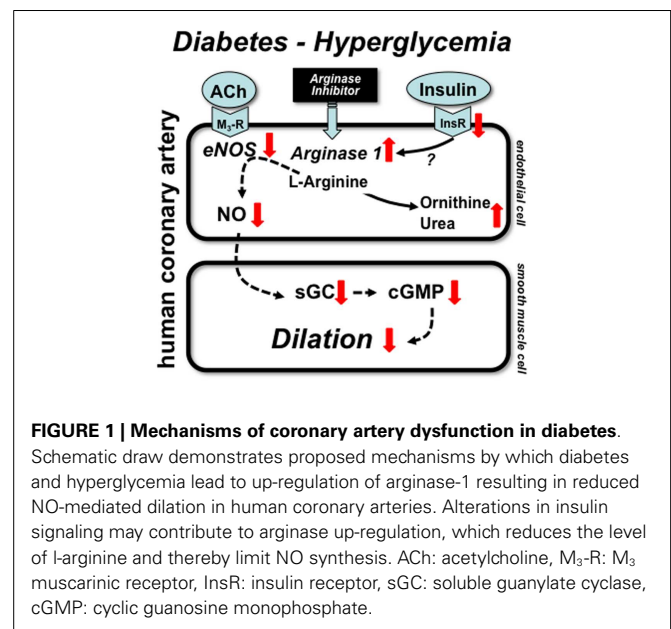 Diabetes - Hyperglycemia
ACh
Arginase
Inhibitor
Insulin
M₃-R
InsR
human coronary artery
eNOS
Arginase 1
?
L-Arginine
NO
Ornithine
Urea
endothelial cell
sGC
cGMP
Dilation
smooth muscle cell
FIGURE 1 | Mechanisms of coronary artery dysfunction in diabetes.
Schematic draw demonstrates proposed mechanisms by which diabetes
and hyperglycemia lead to up-regulation of arginase-1 resulting in reduced
NO-mediated dilation in human coronary arteries. Alterations in insulin
signaling may contribute to arginase up-regulation, which reduces the level
of l-arginine and thereby limit NO synthesis. ACh: acetylcholine, M₃-R: M₃
muscarinic receptor, InsR: insulin receptor, sGC: soluble guanylate cyclase,
cGMP: cyclic guanosine monophosphate.